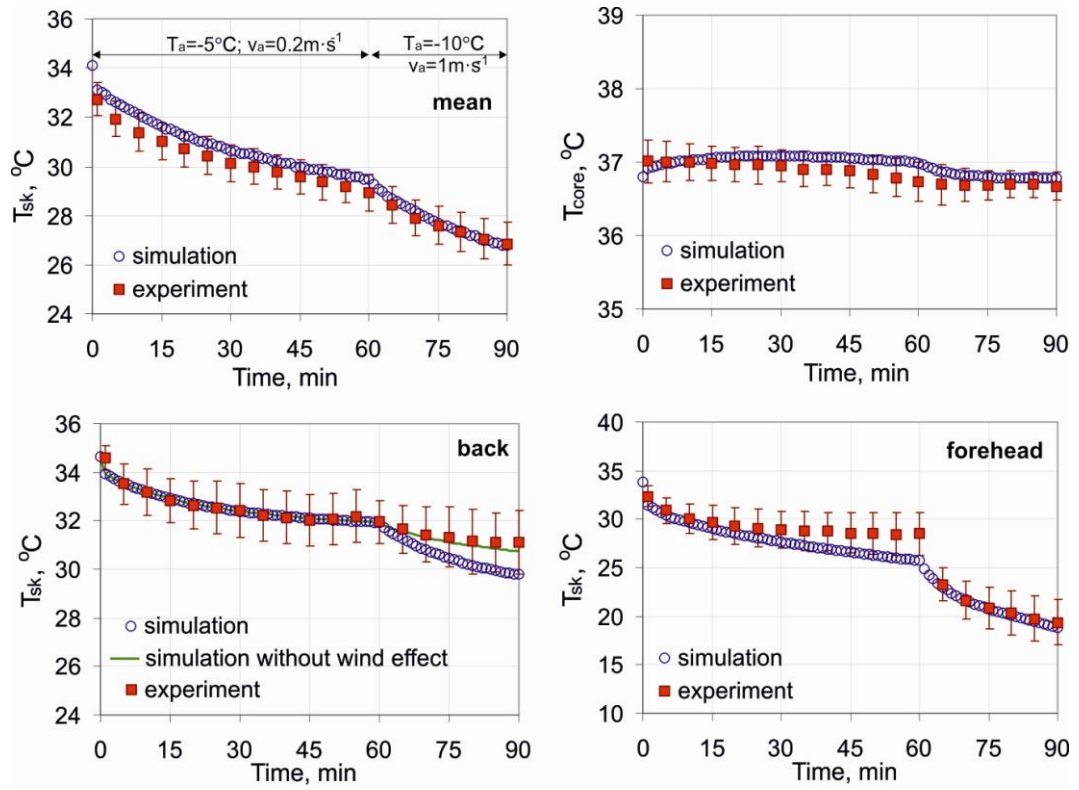 36
34
32
30
28
26
24
Tsk, °C
Ta=-5°C; va=0.2m·s¹
Ta=-10°C
va=1m·s¹
mean
simulation
experiment
0 15 30 45 60 75 90
Time, min
39
38
37
36
35
Tcore, °C
simulation
experiment
0 15 30 45 60 75 90
Time, min
36
34
32
30
28
26
24
Tsk, °C
back
simulation
simulation without wind effect
experiment
0 15 30 45 60 75 90
Time, min
40
35
30
25
20
15
10
Tsk, °C
forehead
simulation
experiment
0 15 30 45 60 75 90
Time, min